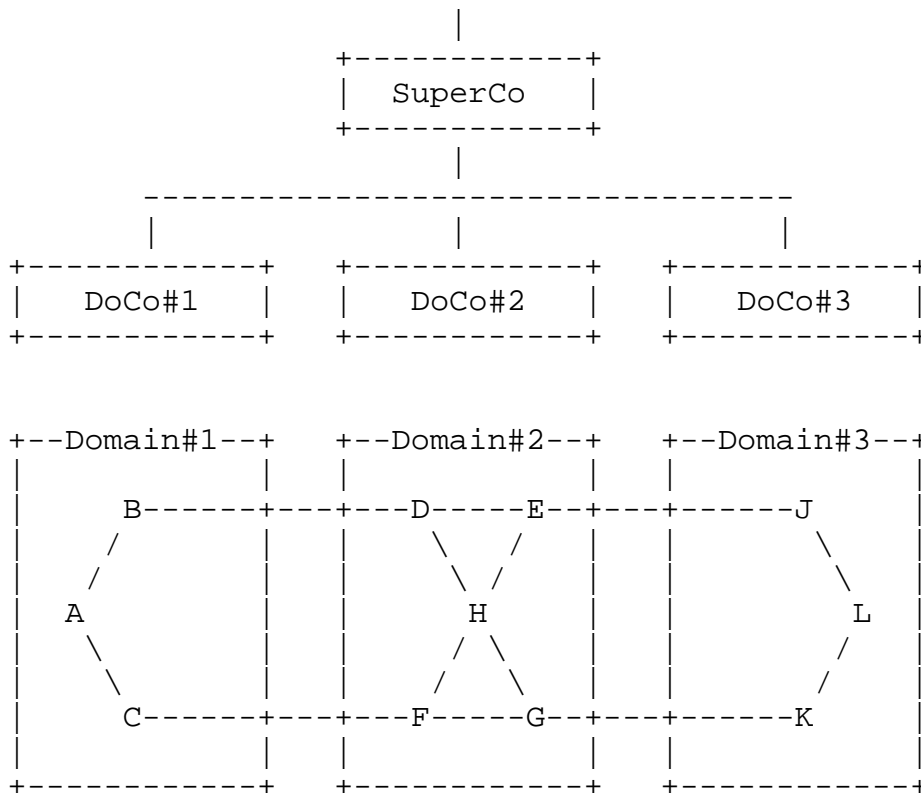 SuperCo
DoCo#1 DoCo#2 DoCo#3
Domain#1 Domain#2 Domain#3
B D E J
A H L
C F G K